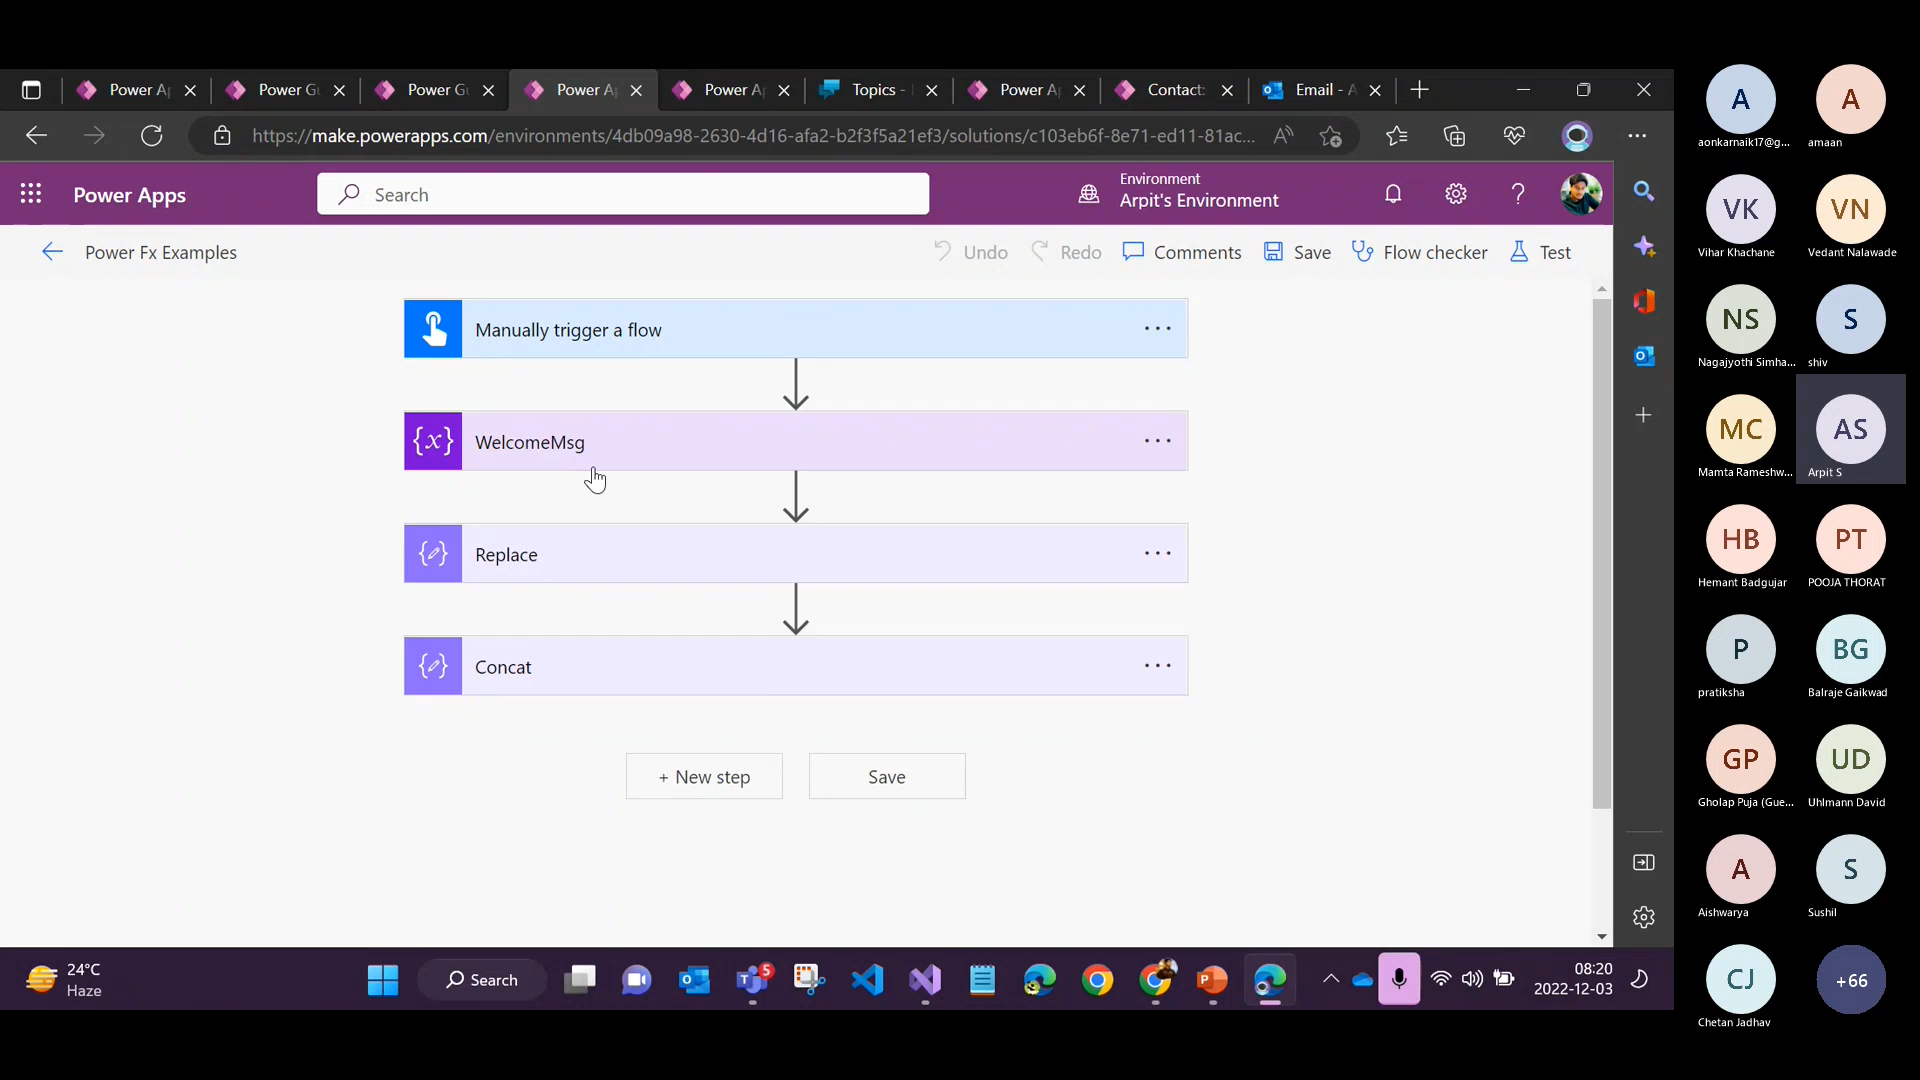 Power A
Power G
Power G
Power A
Power A
Topics -
Power A
Contact
Email - A
https://make.powerapps.com/environments/4db09a98-2630-4d16-afa2-b2f3f5a21ef3/solutions/c103eb6f-8e71-ed11-81ac...
Power Apps
Search
Environment
Arpit's Environment
Power Fx Examples
Undo
Redo
Comments
Save
Flow checker
Test
Manually trigger a flow
{x} WelcomeMsg
Replace
Concat
+ New step
Save
24°C
Haze
Search
5
08:20
2022-12-03
A
aonkarnaik17@g...
A
amaan
VK
Vihar Khachane
VN
Vedant Nalawade
NS
Nagajyothi Simha...
S
shiv
MC
Mamta Rameshw...
AS
Arpit S
HB
Hemant Badgujar
PT
POOJA THORAT
P
pratiksha
BG
Balraje Gaikwad
GP
Gholap Puja (Gue...
UD
Uhlmann David
A
Aishwarya
S
Sushil
CJ
Chetan Jadhav
+66